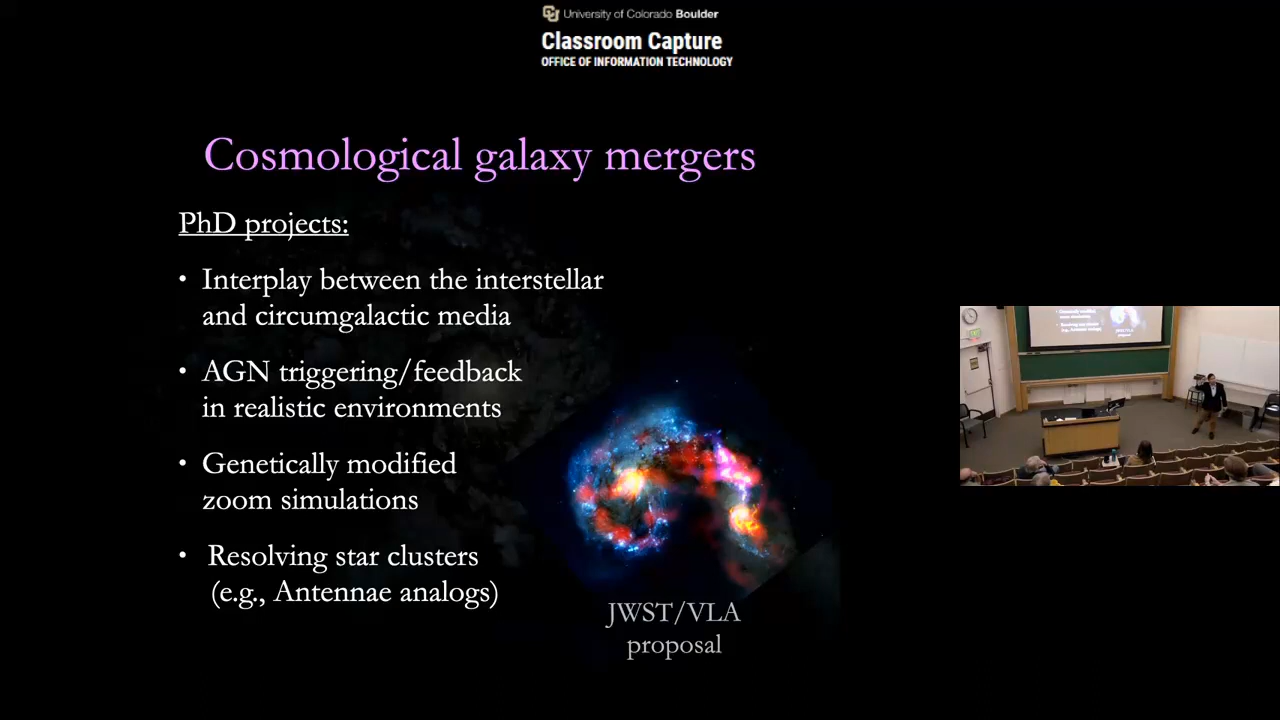 University of Colorado Boulder
Classroom Capture
OFFICE OF INFORMATION TECHNOLOGY
Cosmological galaxy mergers
PhD projects:
• Interplay between the interstellar
and circumgalactic media
• AGN triggering/feedback
in realistic environments
• Genetically modified
zoom simulations
• Resolving star clusters
(e.g., Antennae analogs)
JWST/VLA
proposal